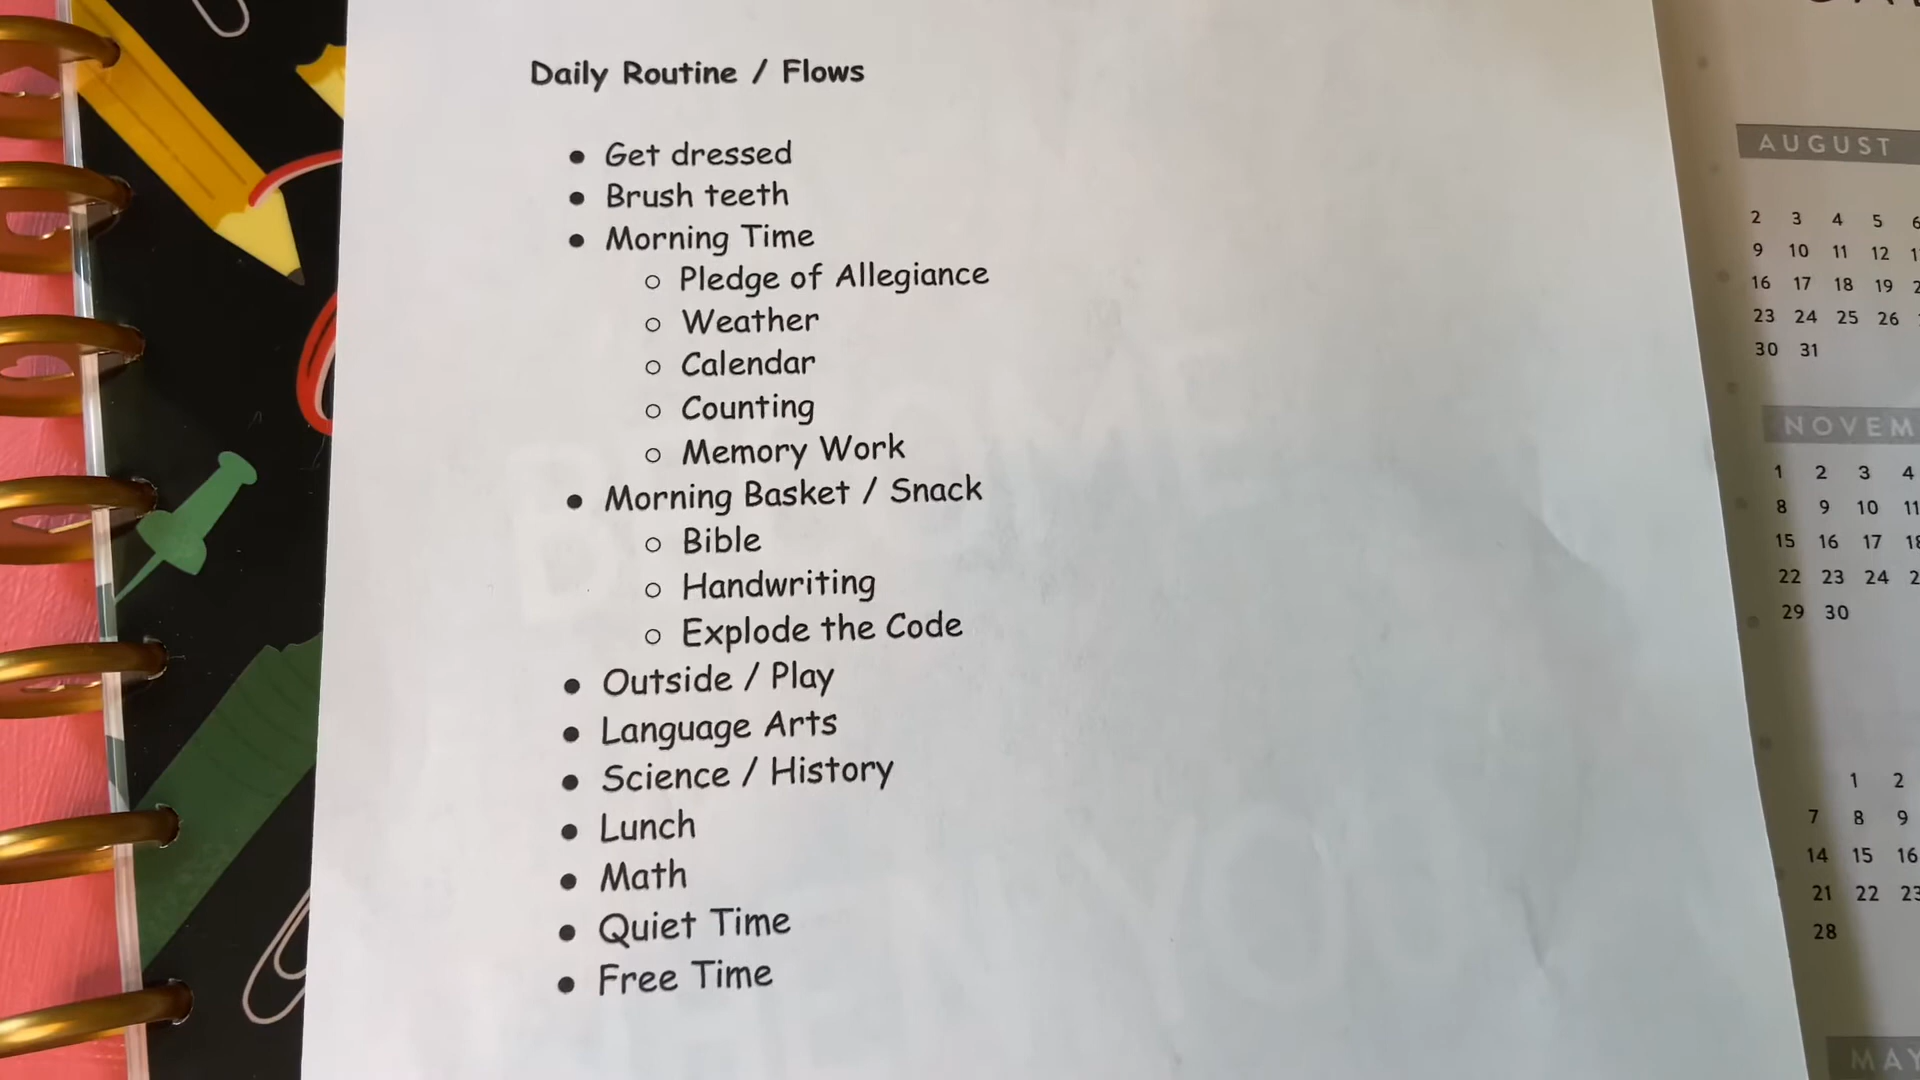 Daily Routine / Flows
● Get dressed
● Brush teeth
● Morning Time
○ Pledge of Allegiance
○ Weather
○ Calendar
○ Counting
○ Memory Work
● Morning Basket / Snack
○ Bible
○ Handwriting
○ Explode the Code
● Outside / Play
● Language Arts
● Science / History
● Lunch
● Math
● Quiet Time
● Free Time
AUGUST
2 3 4 5
9 10 11 12
16 17 18 19
23 24 25 26
30 31
NOVEM
1 2 3 4
8 9 10 11
15 16 17 18
22 23 24
29 30
1 2
7 8 9
14 15 16
21 22 23
28
MAY